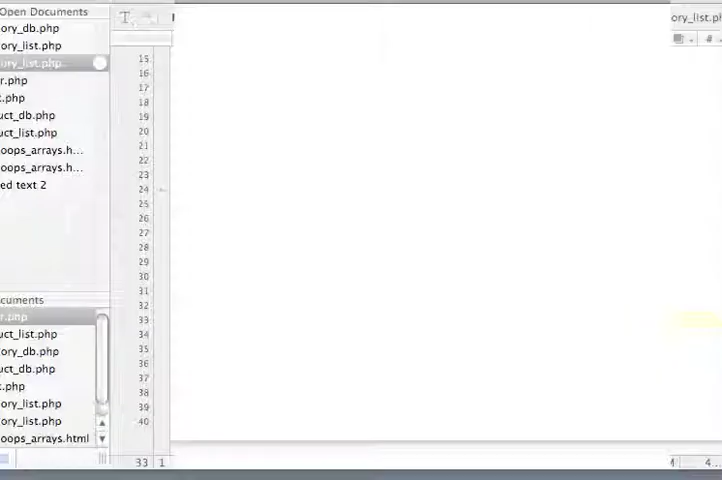 Open Documents
ory_db.php
ory_list.php
ory_list.php
r.php
t.php
uct_db.php
uct_list.php
oops_arrays.h...
oops_arrays.h...
ed text 2
cuments
r.php
uct_list.php
ory_db.php
uct_db.php
t.php
ory_list.php
ory_list.php
oops_arrays.html
T
15
16
17
18
19
20
21
22
23
24
25
26
27
28
29
30
31
32
33
34
35
36
37
38
39
40
33 1
ory_list.ph
#
4...